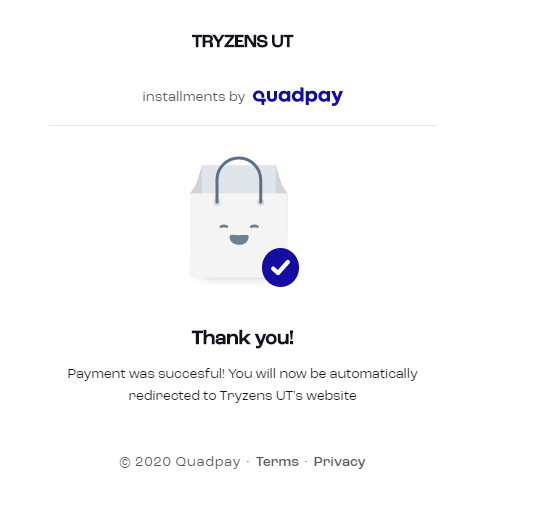 TRYZENS UT
installments by quadpay
Thank you!
Payment was succesful! You will now be automatically
redirected to Tryzens UT's website
© 2020 Quadpay · Terms · Privacy